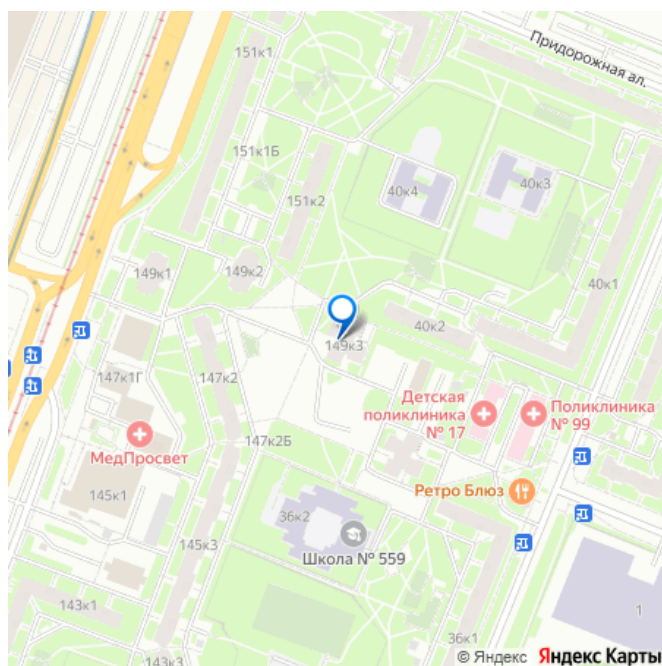 151к1
Придорожная ал.
151к1Б
151к2
40к4
40к3
149к1
149к2
40к1
40к2
149к3
147к1Г
147к2
Детская
поликлиника
№ 17
Поликлиника
№ 99
147к2Б
МедПросвет
145к1
Ретро Блюз
36к2
145к3
Школа № 559
143к1
1
36к1
143к3
© Яндекс Яндекс Карты